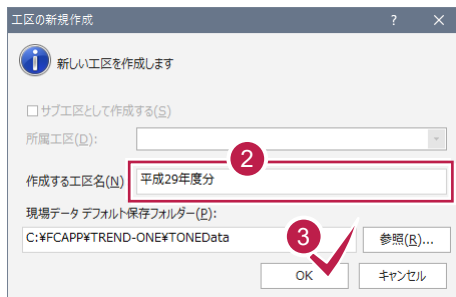 工区の新規作成 ? ×
新しい工区を作成します
サブ工区として作成する(S)
所属工区(D):
2
作成する工区名(N) 平成29年度分
現場データ デフォルト保存フォルダー(P):
C:¥FCAPP¥TREND-ONE¥TONEData 参照(R)...
3
OK キャンセル